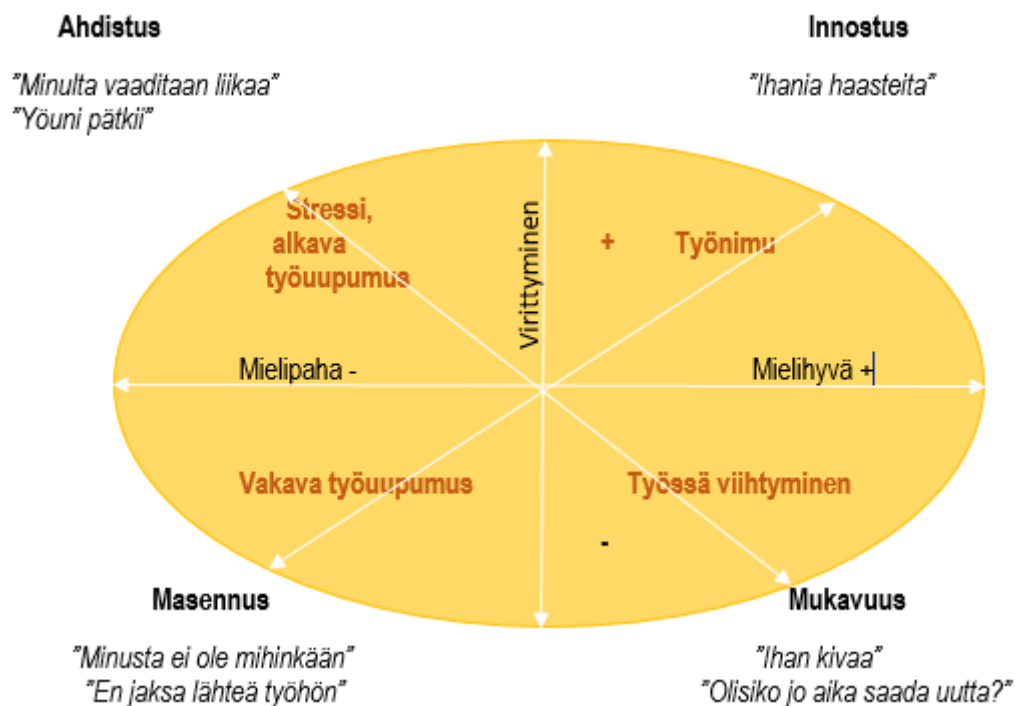 Ahdistus
Innostus
"Minulta vaaditaan liikaa"
"Yöuni pätkii"
"Ihania haasteita"
Stressi,
alkava
työuupumus
Virittyminen
+
Työnimu
Mielipaha -
Mielihyvä +
Vakava työuupumus
Työssä viihtyminen
-
Masennus
Mukavuus
"Minusta ei ole mihinkään"
"En jaksa lähteä työhön"
"Ihan kivaa"
"Olisiko jo aika saada uutta?"